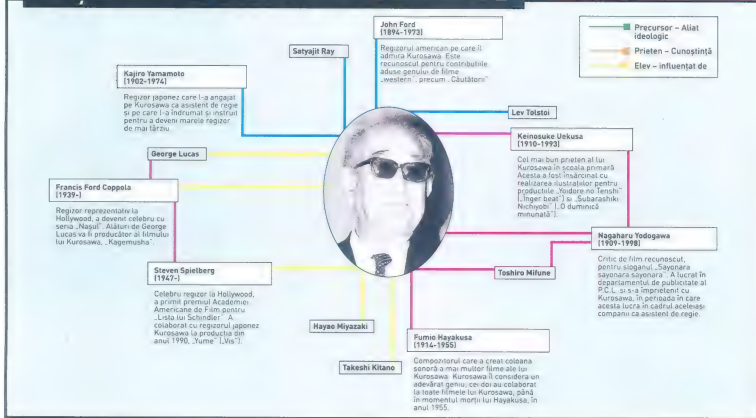 John Ford
(1894-1973)
Regizorul american pe care îl
admira Kurosawa. Este
recunoscut pentru contribuțiile
aduse genului de filme
„western”, precum „Căutătorii”
Precursor – Aliat
ideologic
Prieten – Cunoștință
Elev – influențat de
Satyajit Ray
Kajiro Yamamoto
(1902-1974)
Regizor japonez care l-a angajat
pe Kurosawa ca asistent de regie
și pe care l-a îndrumat și instruit
pentru a deveni marele regizor
de mai târziu.
Lev Tolstoi
Keinosuke Uekusa
(1910-1993)
Cel mai bun prieten al lui
Kurosawa în școala primară
Acesta a fost însărcinat cu
realizarea ilustrațiilor pentru
producțiile „Yoidore no Tenshi”
(„Înger beat”) și „Subarashiki
Nichiyobi” („O duminică
minunată”).
George Lucas
Francis Ford Coppola
(1939-)
Regizor reprezentativ la
Hollywood, a devenit celebru cu
seria „Nașul”. Alături de George
Lucas va fi producător al filmului
lui Kurosawa, „Kagemusha”.
Nagaharu Yodogawa
(1909-1998)
Critic de film recunoscut,
pentru sloganul „Sayonara
sayonara sayonara”. A lucrat în
departamentul de publicitate al
P.C.L. și s-a împrietenit cu
Kurosawa, în perioada în care
acesta lucra în cadrul aceleiași
companii ca asistent de regie.
Steven Spielberg
(1947-)
Celebru regizor la Hollywood,
a primit premiul Academiei
Americane de Film pentru
„Lista lui Schindler”. A
colaborat cu regizorul japonez
Kurosawa la producția din
anul 1990, „Yume” („Vis”).
Toshiro Mifune
Hayao Miyazaki
Takeshi Kitano
Fumio Hayakusa
(1914-1955)
Compozitorul care a creat coloana
sonoră a mai multor filme ale lui
Kurosawa. Kurosawa îl considera un
adevărat geniu, cei doi au colaborat
la toate filmele lui Kurosawa, până
în momentul morții lui Hayakusa, în
anul 1955.